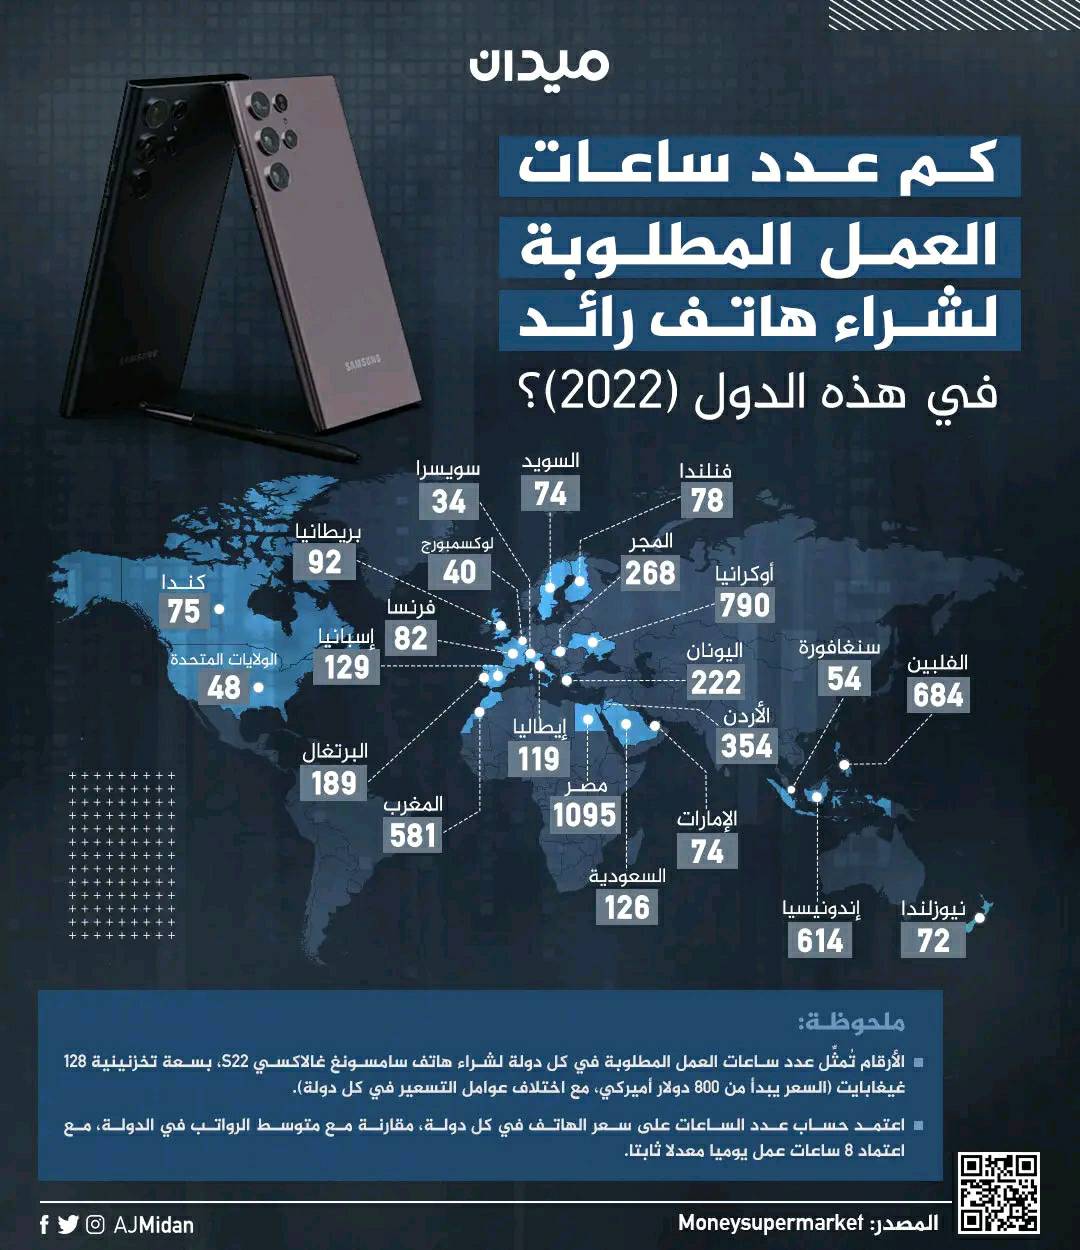 ميدان
كم عدد ساعات
العمل المطلوبة
لشراء هاتف رائد
في هذه الدول (2022)؟
SAMSUNG
SAMSUNG
السويد
74
سويسرا
34
فنلندا
78
بريطانيا
92
لوكسمبورج
40
المجر
268
أوكرانيا
790
كندا
75
فرنسا
82
إسبانيا
129
الولايات المتحدة
48
اليونان
222
سنغافورة
54
الفلبين
684
الأردن
354
إيطاليا
119
البرتغال
189
مصر
1095
المغرب
581
الإمارات
74
السعودية
126
إندونيسيا
614
نيوزلندا
72
ملحوظة:
الأرقام تُمثِّل عدد ساعات العمل المطلوبة في كل دولة لشراء هاتف سامسونغ غالاكسي S22، بسعة تخزينية 128
غيغابايت (السعر يبدأ من 800 دولار أميركي، مع اختلاف عوامل التسعير في كل دولة).
اعتمد حساب عدد الساعات على سعر الهاتف في كل دولة، مقارنة مع متوسط الرواتب في الدولة، مع
اعتماد 8 ساعات عمل يوميا معدلا ثابتا.
المصدر: Moneysupermarket
AJMidan